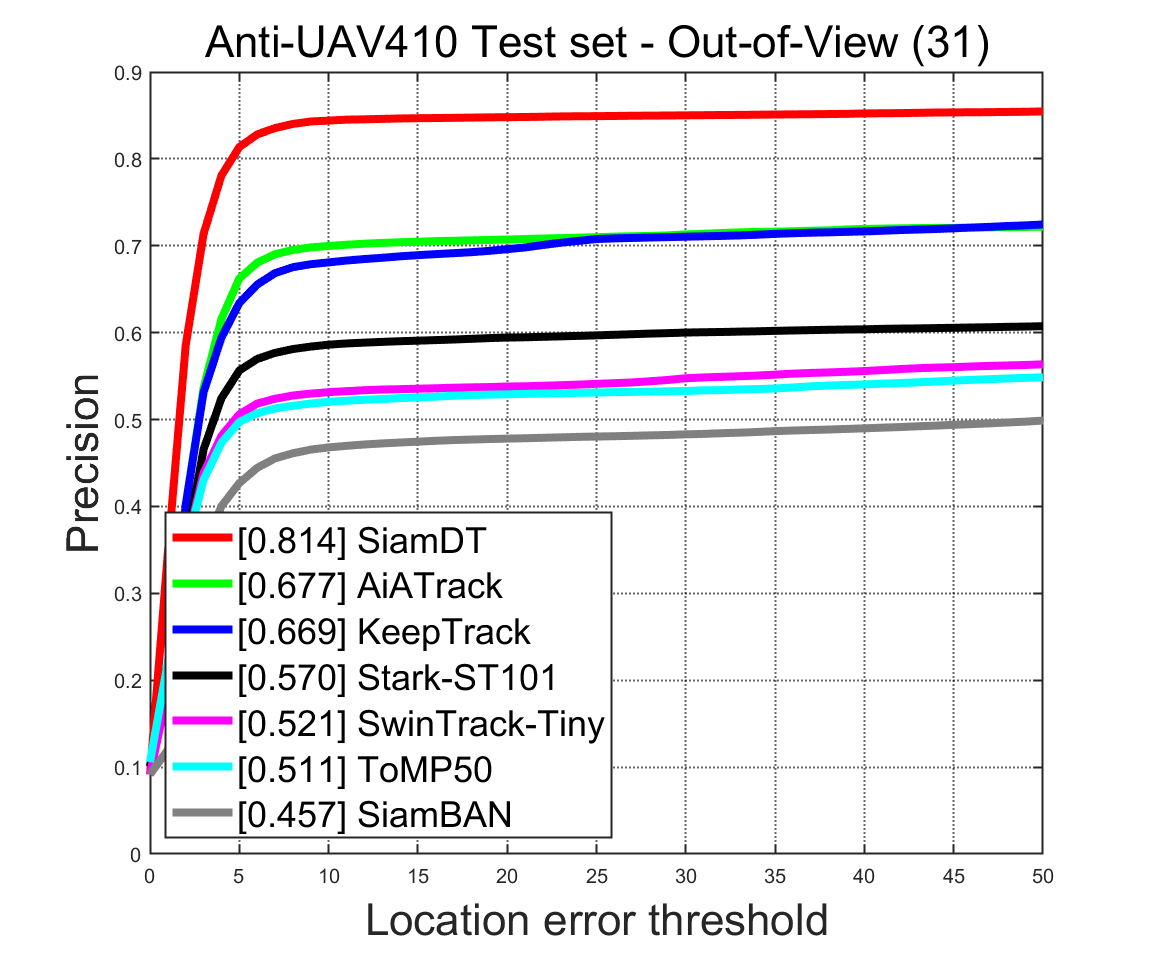 Anti-UAV410 Test set - Out-of-View (31)
0.9
0.8
0.7
0.6
0.5
0.4
0.3
0.2
0.1
0
Precision
[0.814] SiamDT
[0.677] AiATrack
[0.669] KeepTrack
[0.570] Stark-ST101
[0.521] SwinTrack-Tiny
[0.511] ToMP50
[0.457] SiamBAN
0 5 10 15 20 25 30 35 40 45 50
Location error threshold